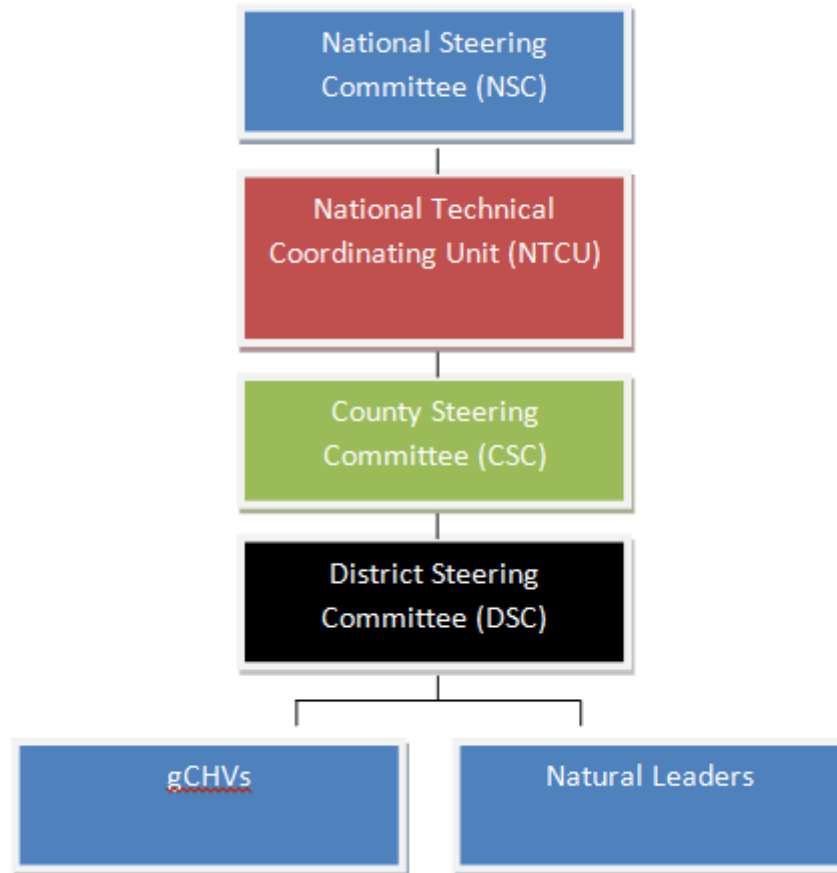 National Steering
Committee (NSC)
National Technical
Coordinating Unit (NTCU)
County Steering
Committee (CSC)
District Steering
Committee (DSC)
gCHVs
Natural Leaders